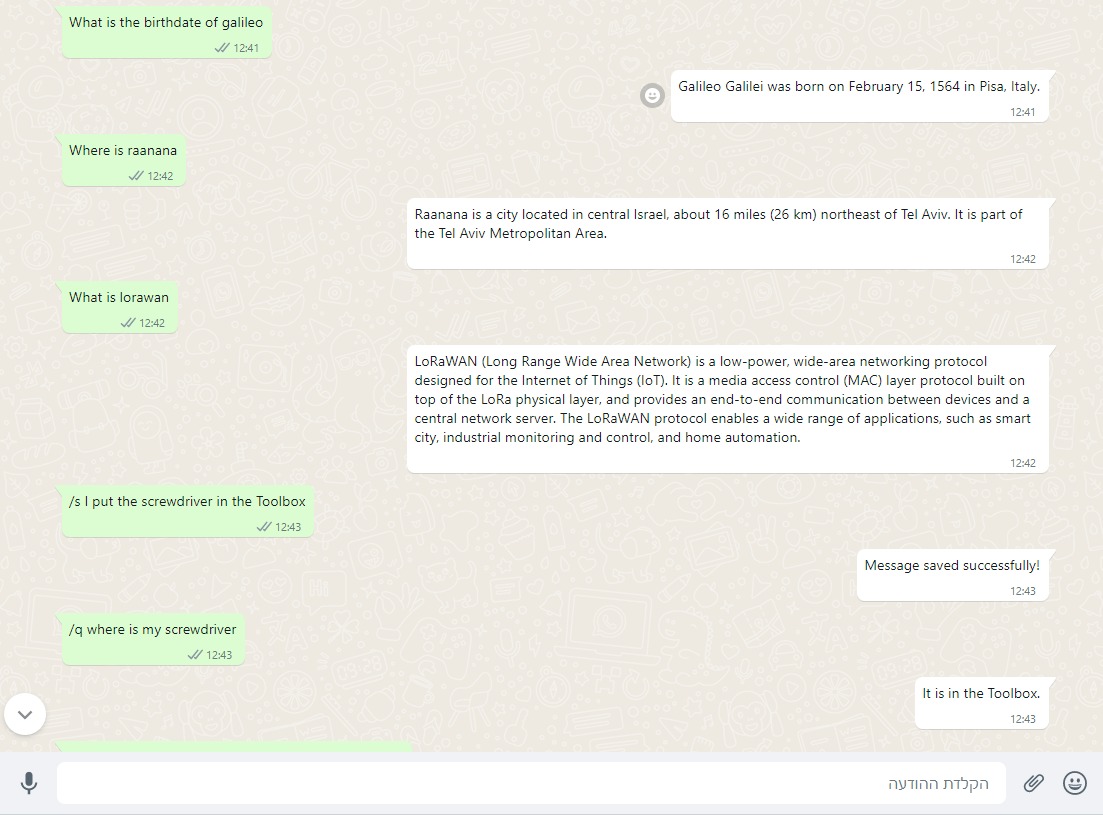 What is the birthdate of galileo
12:41
Galileo Galilei was born on February 15, 1564 in Pisa, Italy.
12:41
Where is raanana
12:42
Raanana is a city located in central Israel, about 16 miles (26 km) northeast of Tel Aviv. It is part of
the Tel Aviv Metropolitan Area.
12:42
What is lorawan
12:42
LoRaWAN (Long Range Wide Area Network) is a low-power, wide-area networking protocol
designed for the Internet of Things (IoT). It is a media access control (MAC) layer protocol built on
top of the LoRa physical layer, and provides an end-to-end communication between devices and a
central network server. The LoRaWAN protocol enables a wide range of applications, such as smart
city, industrial monitoring and control, and home automation.
12:42
/s I put the screwdriver in the Toolbox
12:43
Message saved successfully!
12:43
/q where is my screwdriver
12:43
It is in the Toolbox.
12:43
הקלדת ההודעה